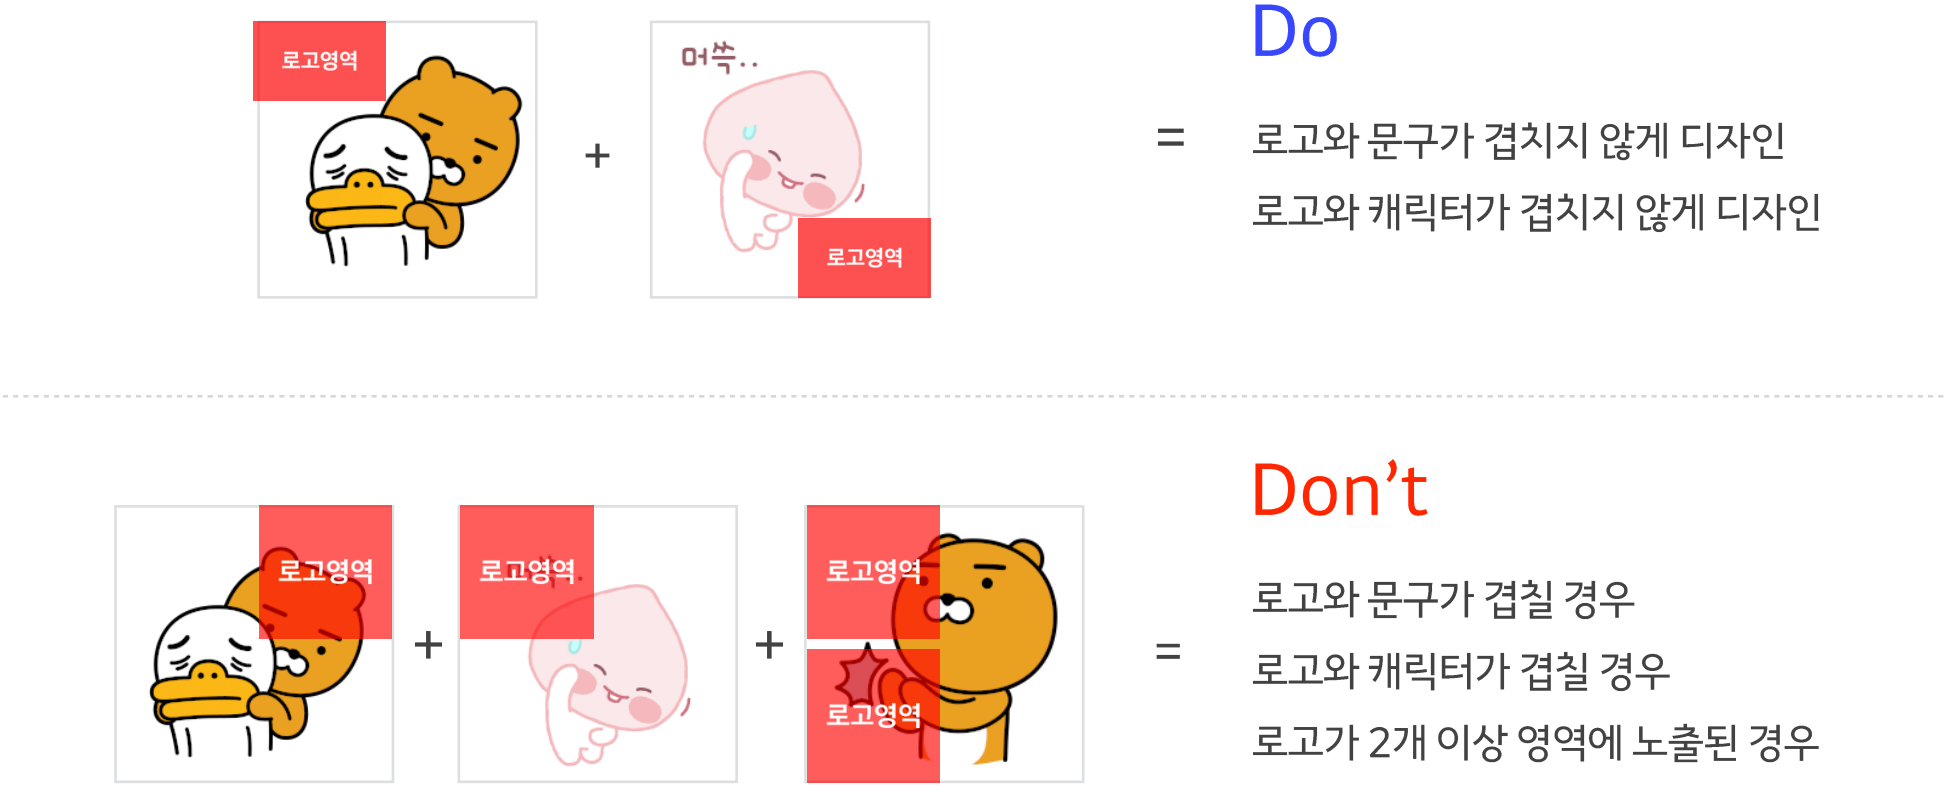 로고영역
머쓱..
로고영역
+
=
Do
로고와 문구가 겹치지 않게 디자인
로고와 캐릭터가 겹치지 않게 디자인
로고영역
+
로고영역
+
로고영역
로고영역
=
Don’t
로고와 문구가 겹칠 경우
로고와 캐릭터가 겹칠 경우
로고가 2개 이상 영역에 노출된 경우